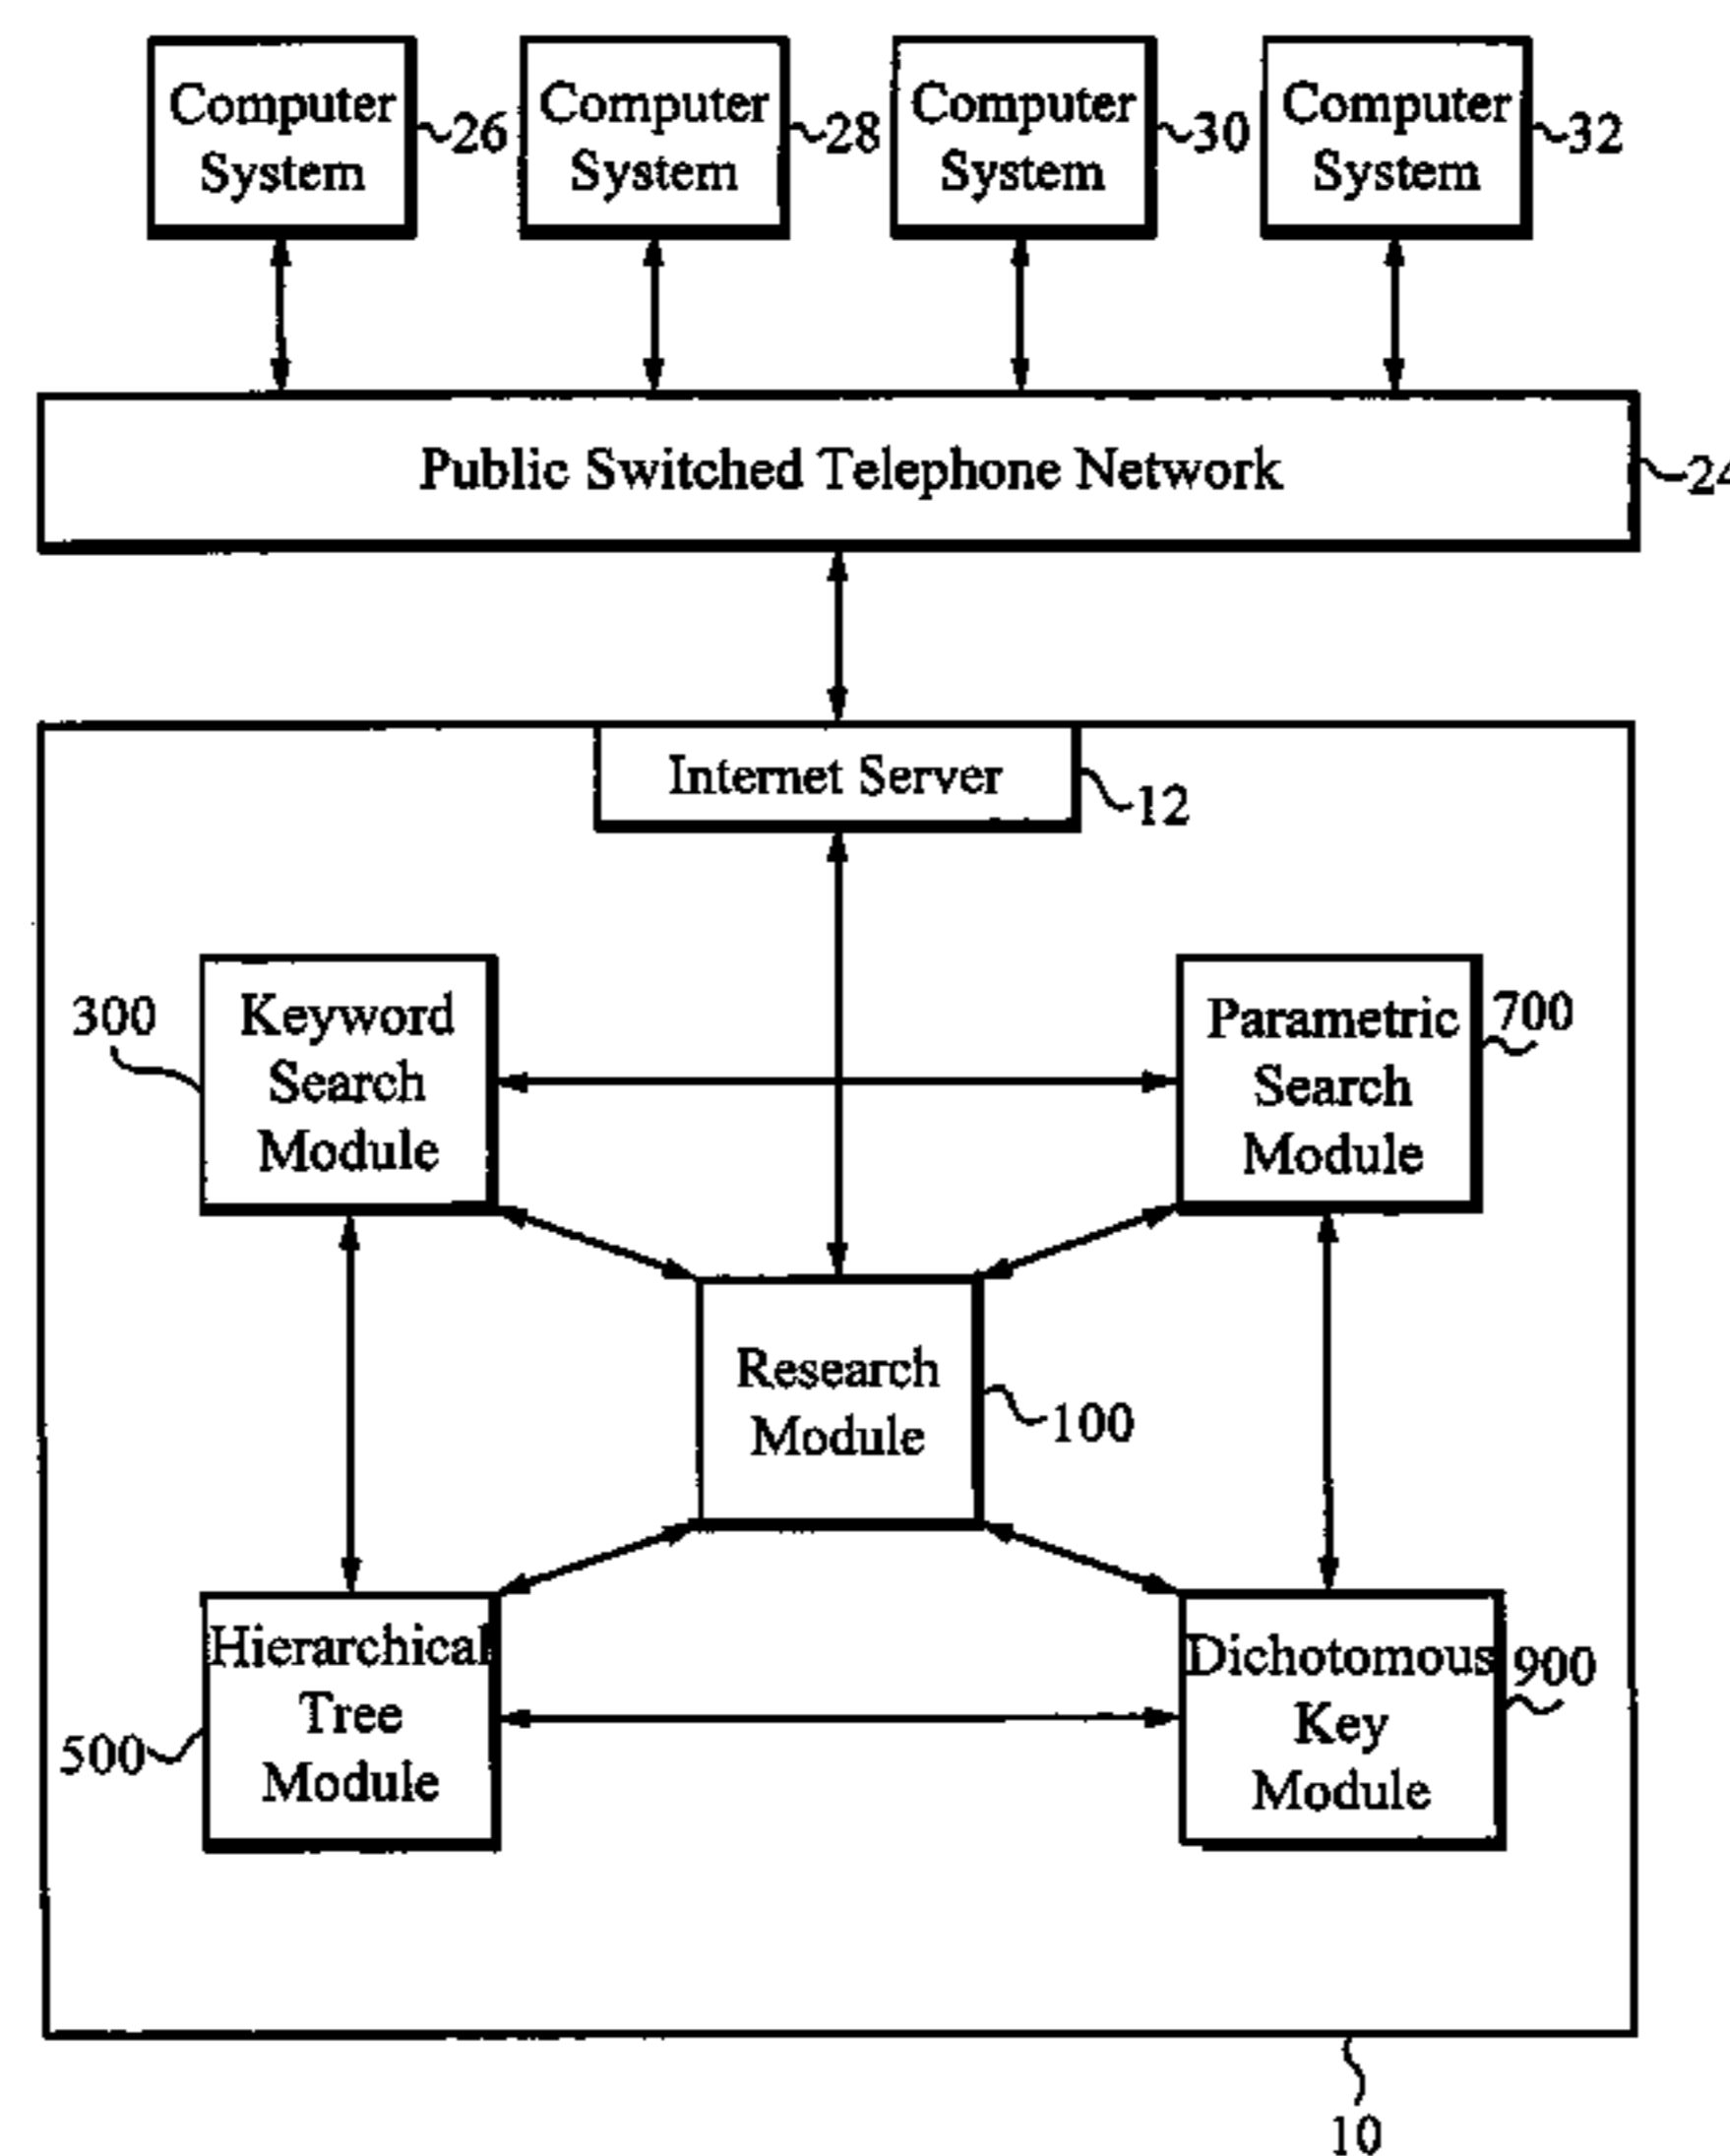 Computer
System
26
Computer
System
28
Computer
System
30
Computer
System
32
Public Switched Telephone Network
24
Internet Server
12
300
Keyword
Search
Module
Parametric
Search
Module
700
Research
Module
100
Hierarchical
Tree
Module
500
Dichotomous
Key
Module
900
10